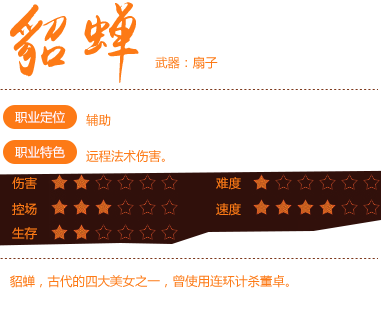 貂蝉 武器：扇子
职业定位 辅助
职业特色 远程法术伤害。
伤害 ★★☆☆☆☆ 难度 ★☆☆☆☆☆
控场 ★★★☆☆☆ 速度 ★★★★☆☆
生存 ★★☆☆☆☆
貂蝉，古代的四大美女之一，曾使用连环计杀董卓。